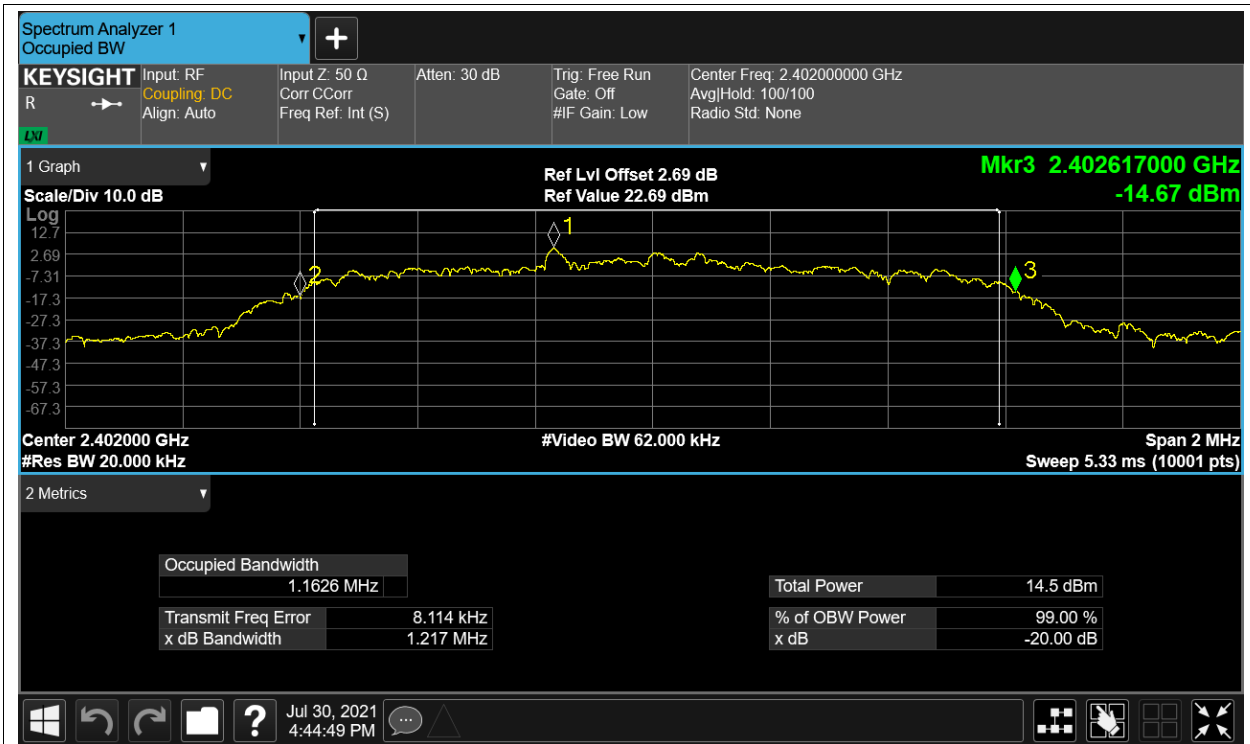 Spectrum Analyzer 1
Occupied BW
KEYSIGHT
R
LXI
Input: RF
Coupling: DC
Align: Auto
Input Z: 50 Ω
Corr CCorr
Freq Ref: Int (S)
Atten: 30 dB
Trig: Free Run
Gate: Off
#IF Gain: Low
Center Freq: 2.402000000 GHz
Avg|Hold: 100/100
Radio Std: None
1 Graph
Scale/Div 10.0 dB
Ref Lvl Offset 2.69 dB
Ref Value 22.69 dBm
Mkr3 2.402617000 GHz
-14.67 dBm
Log
12.7
2.69
-7.31
-17.3
-27.3
-37.3
-47.3
-57.3
-67.3
1
2
3
Center 2.402000 GHz
#Res BW 20.000 kHz
#Video BW 62.000 kHz
Span 2 MHz
Sweep 5.33 ms (10001 pts)
2 Metrics
Occupied Bandwidth
1.1626 MHz
Transmit Freq Error 8.114 kHz
x dB Bandwidth 1.217 MHz
Total Power 14.5 dBm
% of OBW Power 99.00 %
x dB -20.00 dB
?
Jul 30, 2021
4:44:49 PM